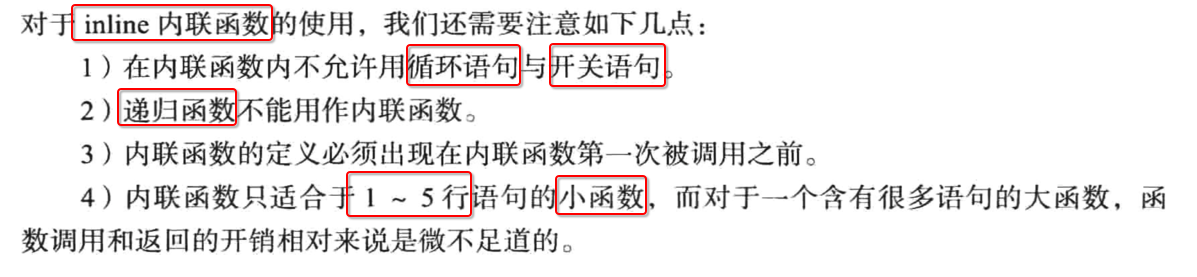 对于 inline 内联函数的使用，我们还需要注意如下几点：
1）在内联函数内不允许用循环语句与开关语句。
2）递归函数不能用作内联函数。
3）内联函数的定义必须出现在内联函数第一次被调用之前。
4）内联函数只适合于 1 ~ 5 行语句的小函数，而对于一个含有很多语句的大函数，函
数调用和返回的开销相对来说是微不足道的。